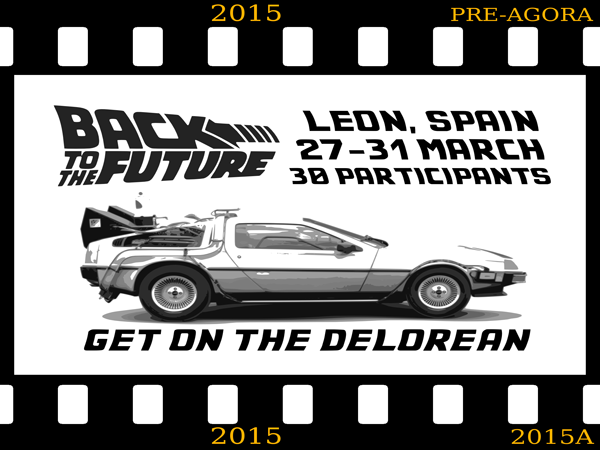 2015
PRE-AGORA
BACK
TO THE FUTURE
LEON, SPAIN
27-31 MARCH
30 PARTICIPANTS
GET ON THE DELOREAN
2015
2015A